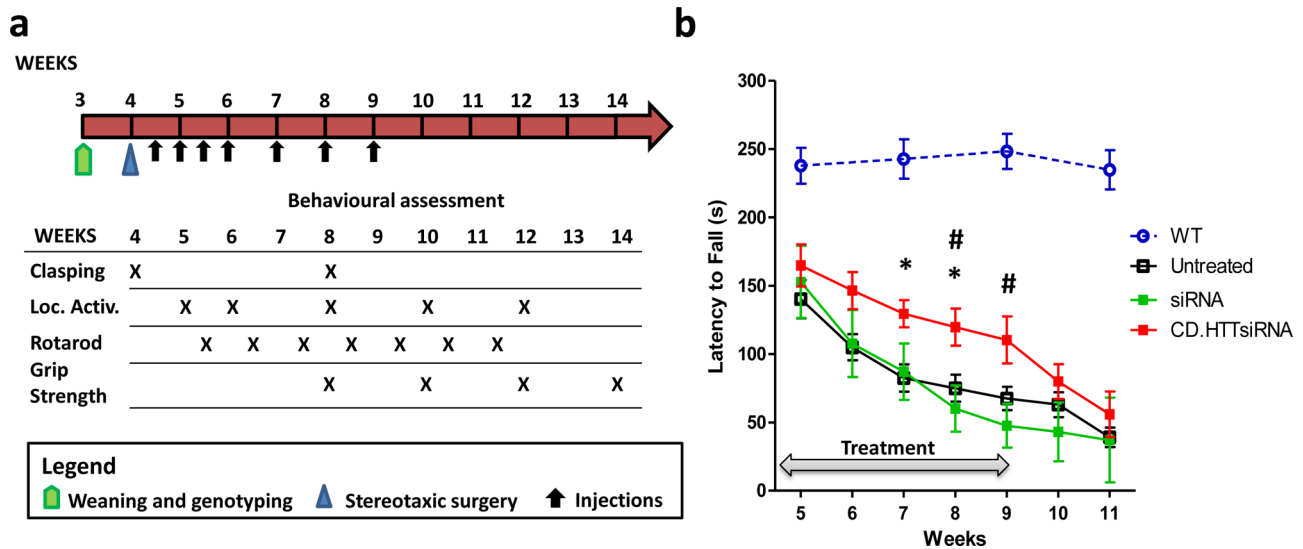 a
WEEKS
3 4 5 6 7 8 9 10 11 12 13 14
Behavioural assessment
WEEKS 4 5 6 7 8 9 10 11 12 13 14
Clasping X X
Loc. Activ. X X X X X
Rotarod X X X X X X X
Grip
Strength X X X X
Legend
Weaning and genotyping Stereotaxic surgery Injections
b
Latency to Fall (s)
300
250
200
150
100
50
0
#
* * #
Treatment
5 6 7 8 9 10 11
Weeks
WT
Untreated
siRNA
CD.HTTsiRNA